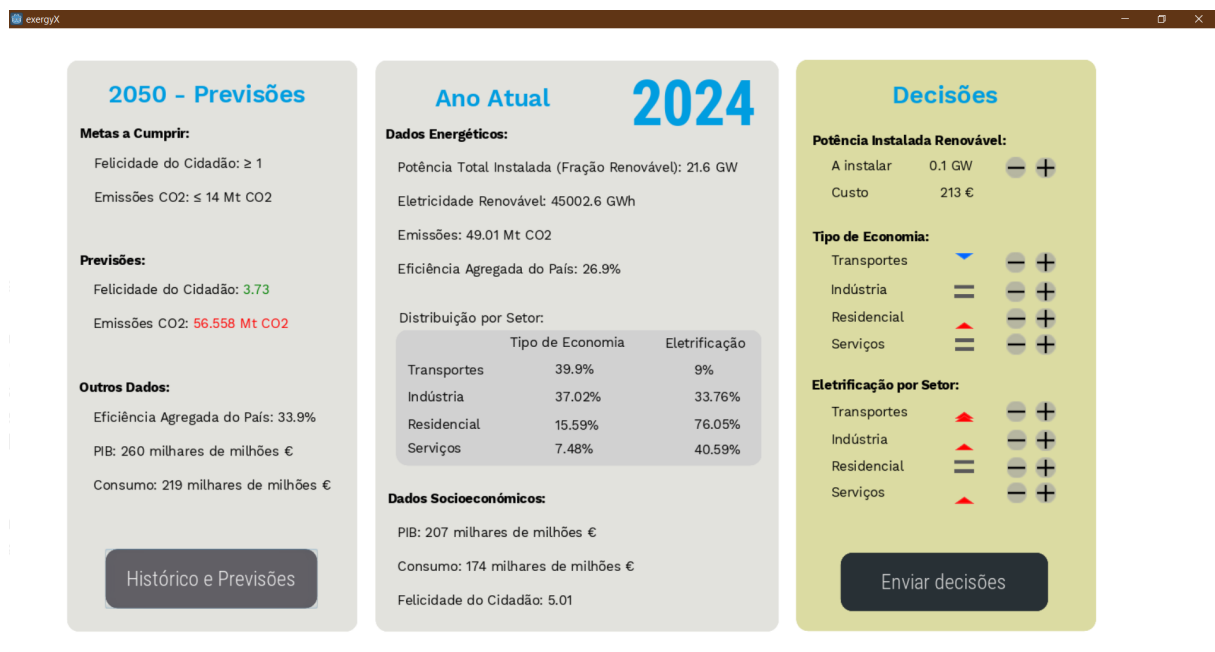 exergyX
2050 - Previsões
Metas a Cumprir:
Felicidade do Cidadão: ≥ 1
Emissões CO2: ≤ 14 Mt CO2
Previsões:
Felicidade do Cidadão: 3.73
Emissões CO2: 56.558 Mt CO2
Outros Dados:
Eficiência Agregada do País: 33.9%
PIB: 260 milhares de milhões €
Consumo: 219 milhares de milhões €
Histórico e Previsões
Ano Atual 2024
Dados Energéticos:
Potência Total Instalada (Fração Renovável): 21.6 GW
Eletricidade Renovável: 45002.6 GWh
Emissões: 49.01 Mt CO2
Eficiência Agregada do País: 26.9%
Distribuição por Setor:
Tipo de Economia Eletrificação
Transportes 39.9% 9%
Indústria 37.02% 33.76%
Residencial 15.59% 76.05%
Serviços 7.48% 40.59%
Dados Socioeconómicos:
PIB: 207 milhares de milhões €
Consumo: 174 milhares de milhões €
Felicidade do Cidadão: 5.01
Decisões
Potência Instalada Renovável:
A instalar 0.1 GW
Custo 213 €
Tipo de Economia:
Transportes
Indústria
Residencial
Serviços
Eletrificação por Setor:
Transportes
Indústria
Residencial
Serviços
Enviar decisões